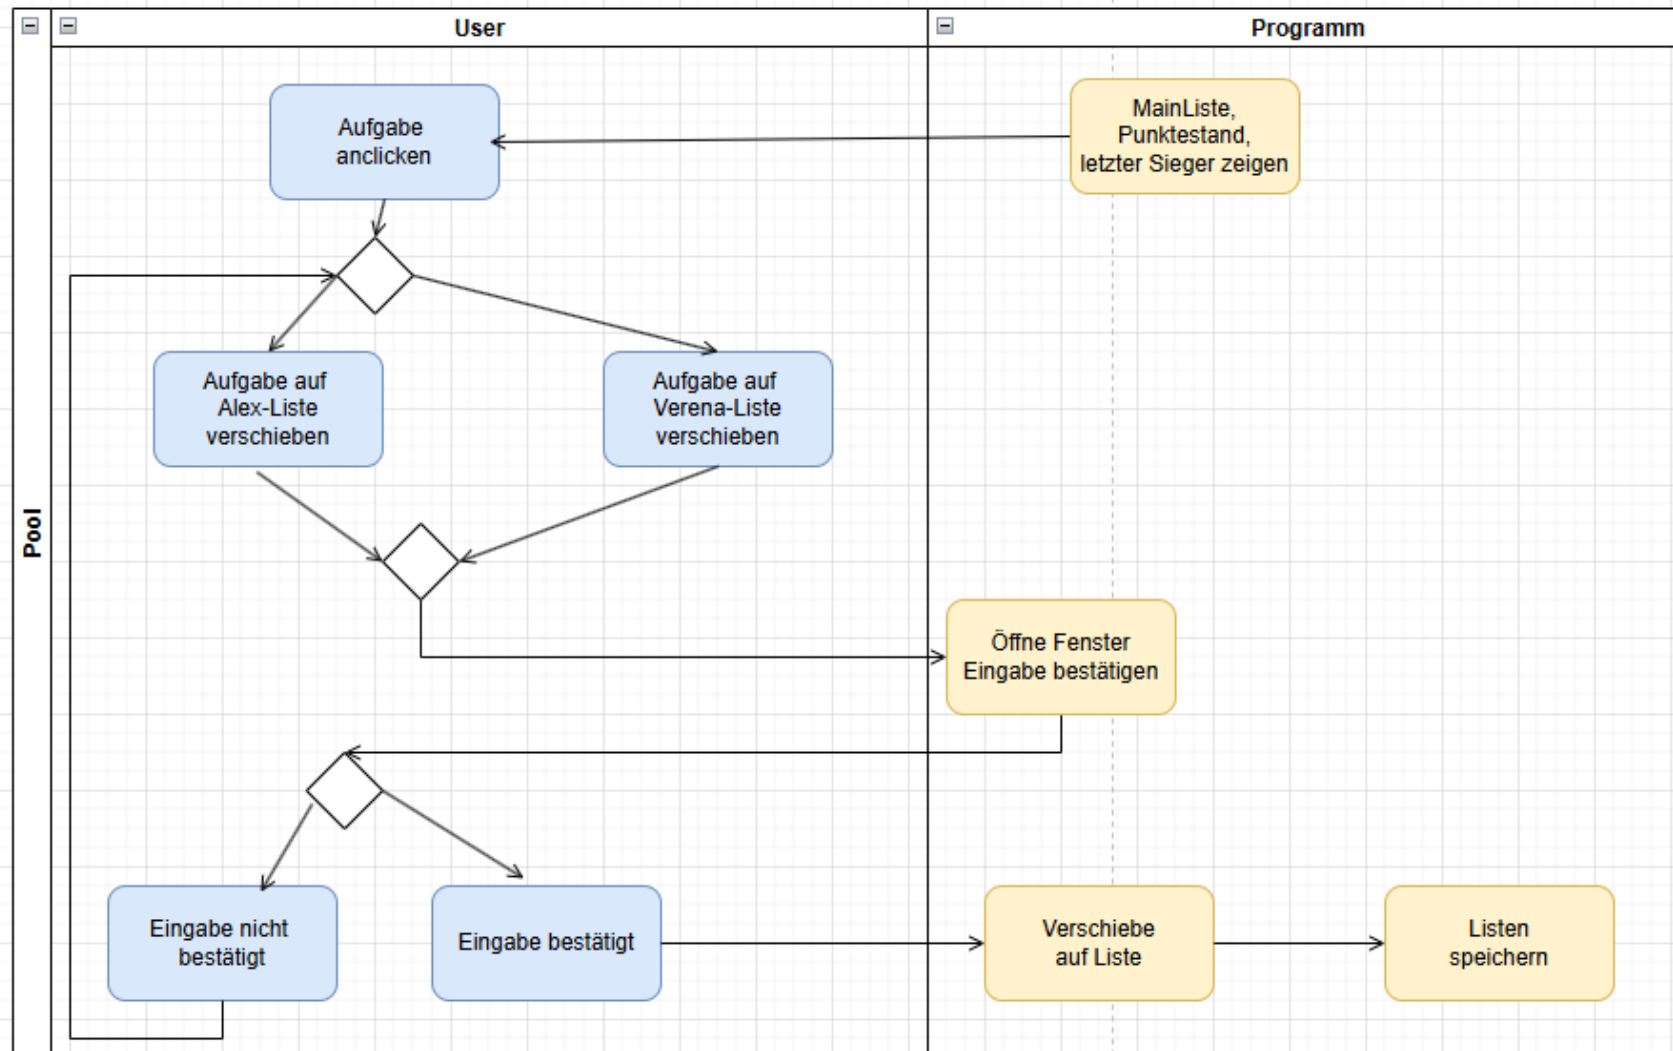 User
Programm
Pool
Aufgabe
anclicken
MainListe,
Punktestand,
letzter Sieger zeigen
Aufgabe auf
Alex-Liste
verschieben
Aufgabe auf
Verena-Liste
verschieben
Öffne Fenster
Eingabe bestätigen
Eingabe nicht
bestätigt
Eingabe bestätigt
Verschiebe
auf Liste
Listen
speichern